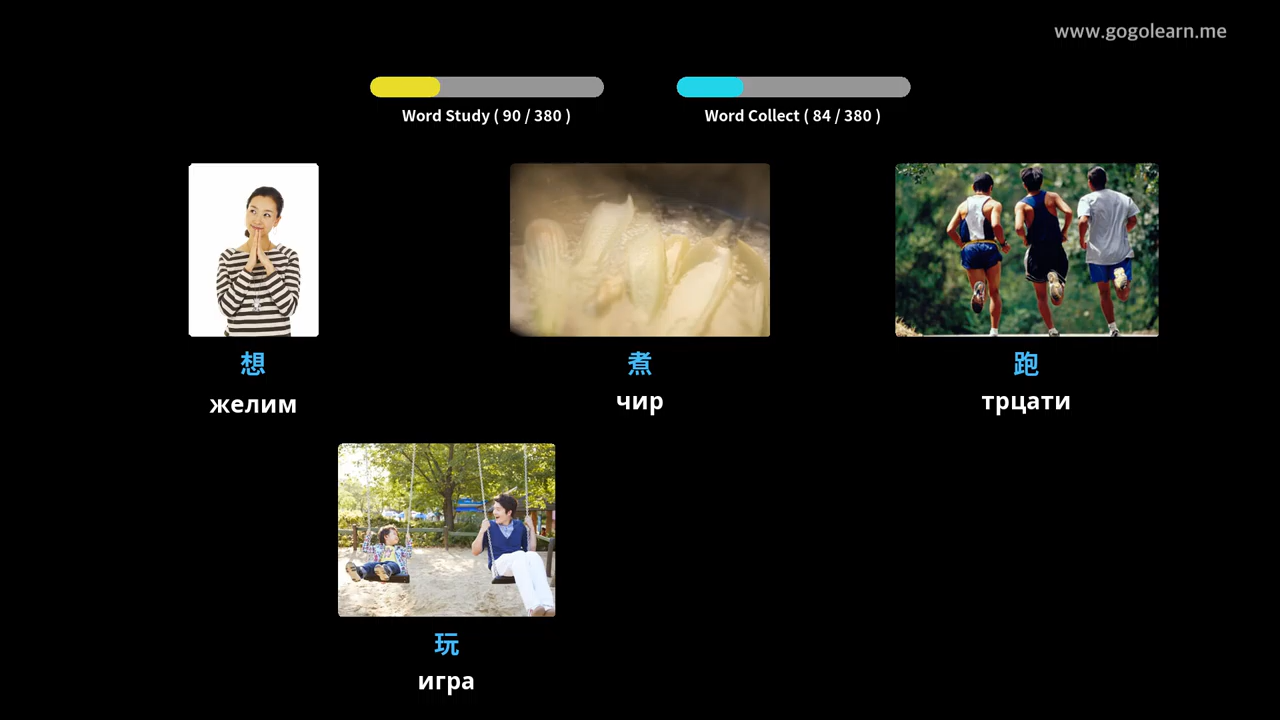 www.gogolearn.me
Word Study ( 90 / 380 )
Word Collect ( 84 / 380 )
想
желим
煮
чир
跑
трцати
玩
игра